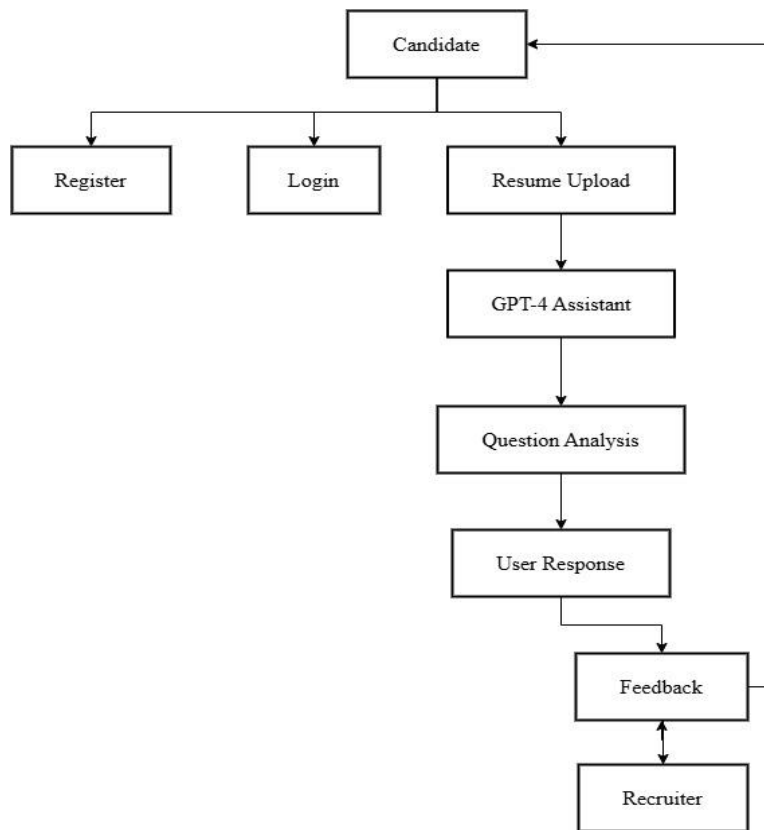 Candidate
Register
Login
Resume Upload
GPT-4 Assistant
Question Analysis
User Response
Feedback
Recruiter